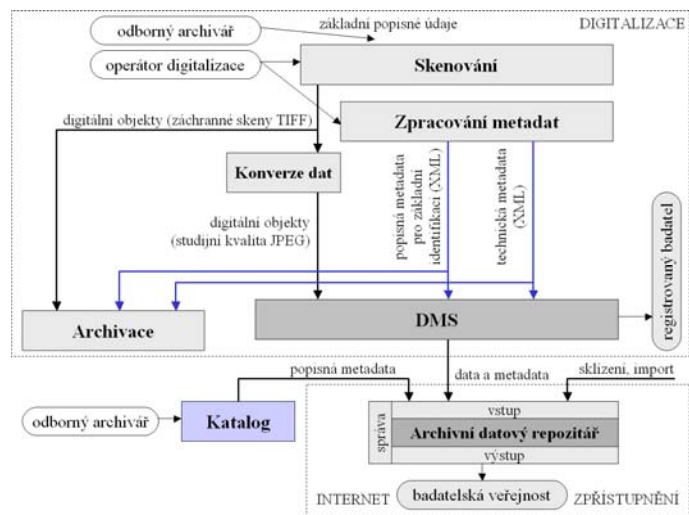 DIGITALIZACE
odborný archivář
základní popisné údaje
operátor digitalizace
Skenování
digitální objekty (záchranné skeny TIFF)
Zpracování metadat
Konverze dat
popisná metadata
pro základní
identifikaci (XML)
technická metadata
(XML)
digitální objekty
(studijní kvalita JPEG)
registrovaný badatel
Archivace
DMS
popisná metadata
data a metadata
sklízení, import
odborný archivář
Katalog
správa
vstup
Archivní datový repozitář
výstup
INTERNET
badatelská veřejnost
ZPŘÍSTUPNĚNÍ